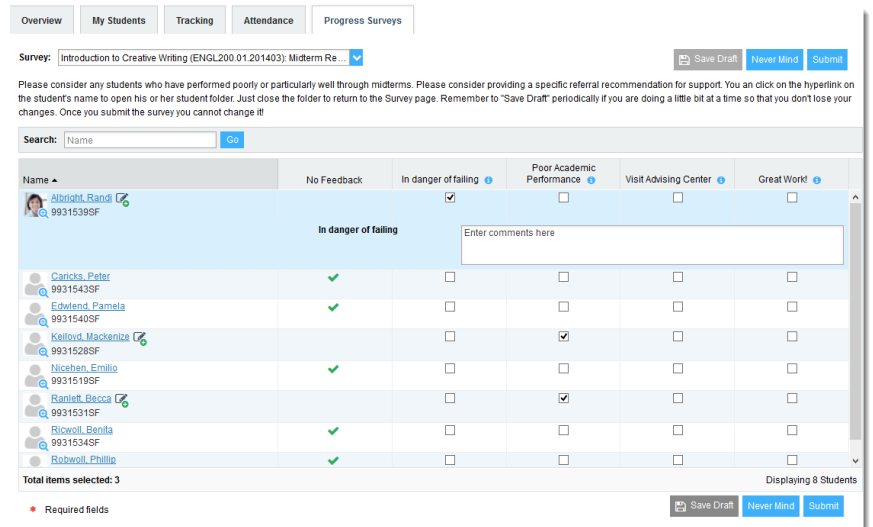 Overview My Students Tracking Attendance Progress Surveys
Survey: Introduction to Creative Writing (ENGL200.01.201403): Midterm Re... Save Draft Never Mind Submit
Please consider any students who have performed poorly or particularly well through midterms. Please consider providing a specific referral recommendation for support. You an click on the hyperlink on
the student's name to open his or her student folder. Just close the folder to return to the Survey page. Remember to "Save Draft" periodically if you are doing a little bit at a time so that you don't lose your
changes. Once you submit the survey you cannot change it!
Search: Name Go
Name No Feedback In danger of failing Poor Academic Performance Visit Advising Center Great Work!
Albright, Randi
9931539SF
In danger of failing Enter comments here
Caricks, Peter
9931543SF
Edwlend, Pamela
9931540SF
Keiloyd, Mackenize
9931528SF
Nicehen, Emilio
9931519SF
Ranlett, Becca
9931531SF
Ricwoll, Benita
9931534SF
Robwoll, Phillip
Total items selected: 3 Displaying 8 Students
* Required fields Save Draft Never Mind Submit